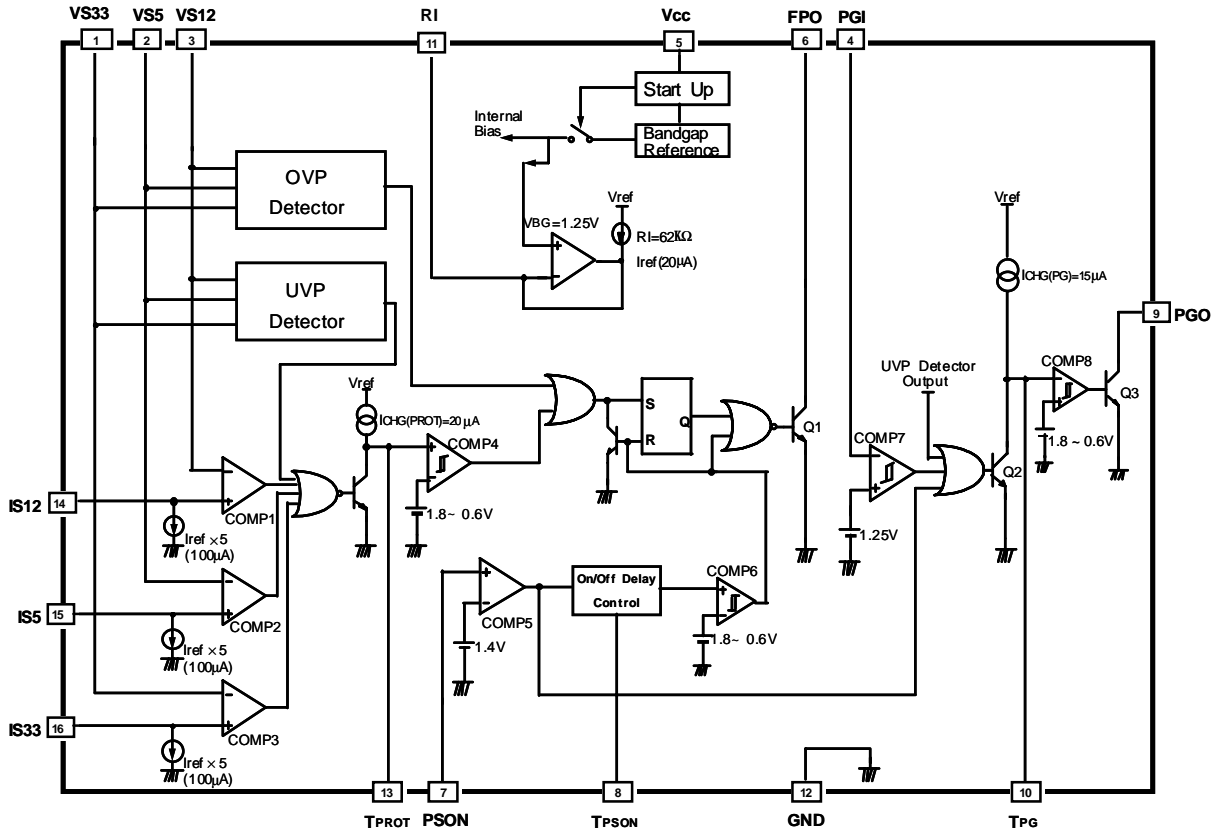 VS33 VS5 VS12 RI Vcc FPO PGI
1 2 3 11 5 6 4
Start Up
Internal
Bias
Bandgap
Reference
OVP
Detector
Vref
VBG=1.25V
RI=62KΩ
Iref(20μA)
Vref
ICHG(PG)=15μA
UVP
Detector
9 PGO
UVP Detector
Output
COMP8
Q3
1.8~0.6V
Vref
ICHG(PROT)=20μA
S
R
Q
Q1
COMP4
1.8~ 0.6V
COMP7
Q2
1.25V
IS12 14
COMP1
Iref × 5
(100μA)
COMP5
1.4V
On/Off Delay
Control
COMP6
1.8~ 0.6V
IS5 15
COMP2
Iref × 5
(100μA)
IS33 16
COMP3
Iref × 5
(100μA)
13 7 8 12 10
TPROT PSON TPSON GND TPG